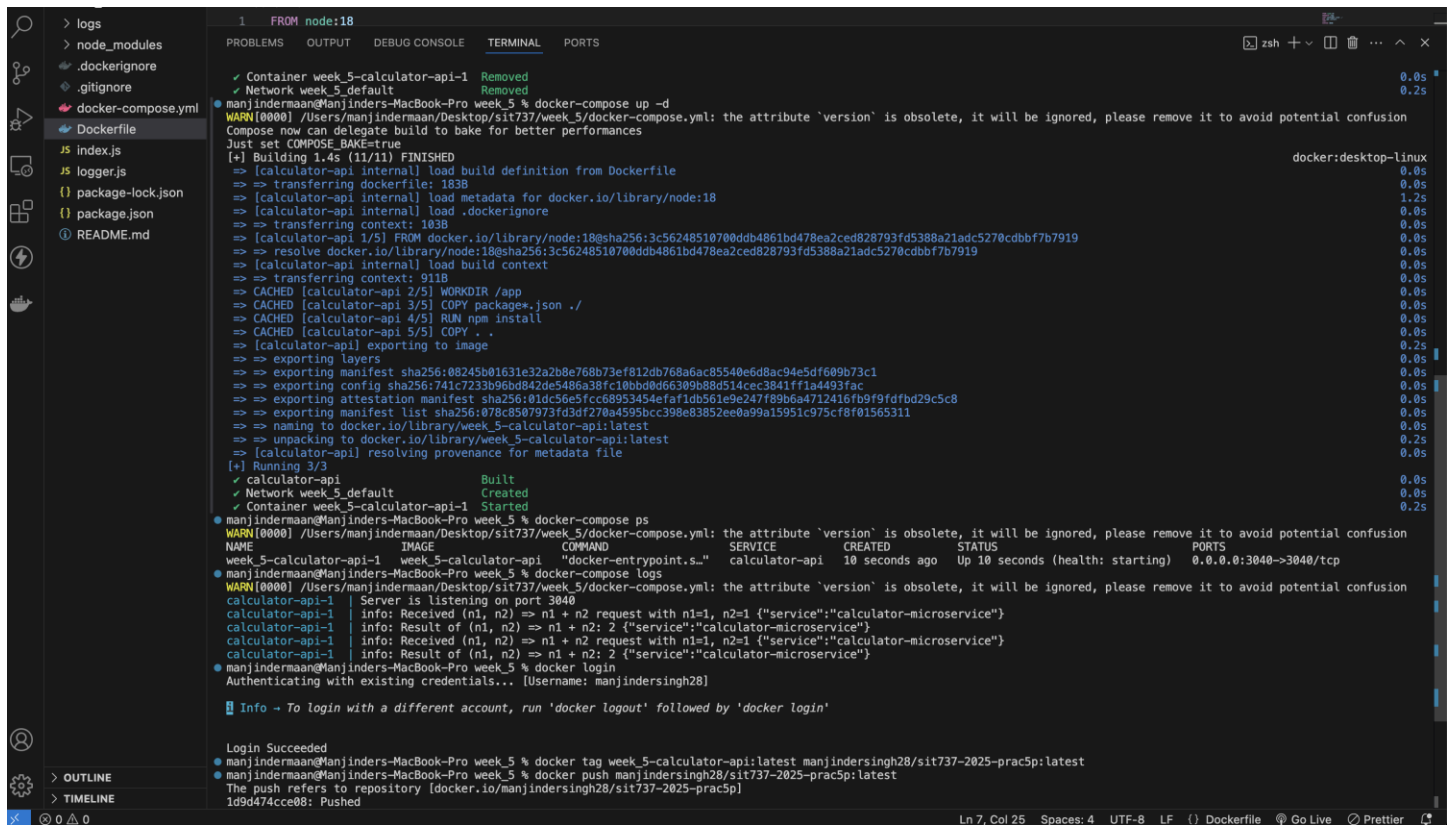 > logs
> node_modules
.dockerignore
.gitignore
docker-compose.yml
Dockerfile
JS index.js
JS logger.js
{} package-lock.json
{} package.json
README.md
> OUTLINE
> TIMELINE
1 FROM node:18
PROBLEMS OUTPUT DEBUG CONSOLE TERMINAL PORTS zsh
✔ Container week_5-calculator-api-1 Removed 0.0s
✔ Network week_5_default Removed 0.2s
manjindermaan@Manjinders-MacBook-Pro week_5 % docker-compose up -d
WARN[0000] /Users/manjindermaan/Desktop/sit737/week_5/docker-compose.yml: the attribute `version` is obsolete, it will be ignored, please remove it to avoid potential confusion
Compose now can delegate build to bake for better performances
Just set COMPOSE_BAKE=true
[+] Building 1.4s (11/11) FINISHED docker:desktop-linux
=> [calculator-api internal] load build definition from Dockerfile 0.0s
=> => transferring dockerfile: 183B 0.0s
=> [calculator-api internal] load metadata for docker.io/library/node:18 1.2s
=> [calculator-api internal] load .dockerignore 0.0s
=> => transferring context: 103B 0.0s
=> [calculator-api 1/5] FROM docker.io/library/node:18@sha256:3c56248510700ddb4861bd478ea2ced828793fd5388a21adc5270cdbbf7b7919 0.0s
=> => resolve docker.io/library/node:18@sha256:3c56248510700ddb4861bd478ea2ced828793fd5388a21adc5270cdbbf7b7919 0.0s
=> [calculator-api internal] load build context 0.0s
=> => transferring context: 911B 0.0s
=> CACHED [calculator-api 2/5] WORKDIR /app 0.0s
=> CACHED [calculator-api 3/5] COPY package*.json ./ 0.0s
=> CACHED [calculator-api 4/5] RUN npm install 0.0s
=> CACHED [calculator-api 5/5] COPY . . 0.0s
=> [calculator-api] exporting to image 0.2s
=> => exporting layers 0.0s
=> => exporting manifest sha256:08245b01631e32a2b8e768b73ef812db768a6ac85540e6d8ac94e5df609b73c1 0.0s
=> => exporting config sha256:741c7233b96bd842de5486a38fc10bbd0d66309b88d514cec3841ff1a4493fac 0.0s
=> => exporting attestation manifest sha256:01dc56e5fcc68953454efaf1db561e9e247f89b6a4712416fb9f9fdfbd29c5c8 0.0s
=> => exporting manifest list sha256:078c8507973fd3df270a4595bcc398e83852ee0a99a15951c975cf8f01565311 0.0s
=> => naming to docker.io/library/week_5-calculator-api:latest 0.0s
=> => unpacking to docker.io/library/week_5-calculator-api:latest 0.2s
=> [calculator-api] resolving provenance for metadata file 0.0s
[+] Running 3/3
✔ calculator-api Built 0.0s
✔ Network week_5_default Created 0.0s
✔ Container week_5-calculator-api-1 Started 0.2s
manjindermaan@Manjinders-MacBook-Pro week_5 % docker-compose ps
WARN[0000] /Users/manjindermaan/Desktop/sit737/week_5/docker-compose.yml: the attribute `version` is obsolete, it will be ignored, please remove it to avoid potential confusion
NAME IMAGE COMMAND SERVICE CREATED STATUS PORTS
week_5-calculator-api-1 week_5-calculator-api "docker-entrypoint.s…" calculator-api 10 seconds ago Up 10 seconds (health: starting) 0.0.0.0:3040->3040/tcp
manjindermaan@Manjinders-MacBook-Pro week_5 % docker-compose logs
WARN[0000] /Users/manjindermaan/Desktop/sit737/week_5/docker-compose.yml: the attribute `version` is obsolete, it will be ignored, please remove it to avoid potential confusion
calculator-api-1 | Server is listening on port 3040
calculator-api-1 | info: Received (n1, n2) => n1 + n2 request with n1=1, n2=1 {"service":"calculator-microservice"}
calculator-api-1 | info: Result of (n1, n2) => n1 + n2: 2 {"service":"calculator-microservice"}
calculator-api-1 | info: Received (n1, n2) => n1 + n2 request with n1=1, n2=1 {"service":"calculator-microservice"}
calculator-api-1 | info: Result of (n1, n2) => n1 + n2: 2 {"service":"calculator-microservice"}
manjindermaan@Manjinders-MacBook-Pro week_5 % docker login
Authenticating with existing credentials... [Username: manjindersingh28]
i Info → To login with a different account, run 'docker logout' followed by 'docker login'
Login Succeeded
manjindermaan@Manjinders-MacBook-Pro week_5 % docker tag week_5-calculator-api:latest manjindersingh28/sit737-2025-prac5p:latest
manjindermaan@Manjinders-MacBook-Pro week_5 % docker push manjindersingh28/sit737-2025-prac5p:latest
The push refers to repository [docker.io/manjindersingh28/sit737-2025-prac5p]
1d9d474cce08: Pushed
0 0 Ln 7, Col 25 Spaces: 4 UTF-8 LF {} Dockerfile Go Live Prettier